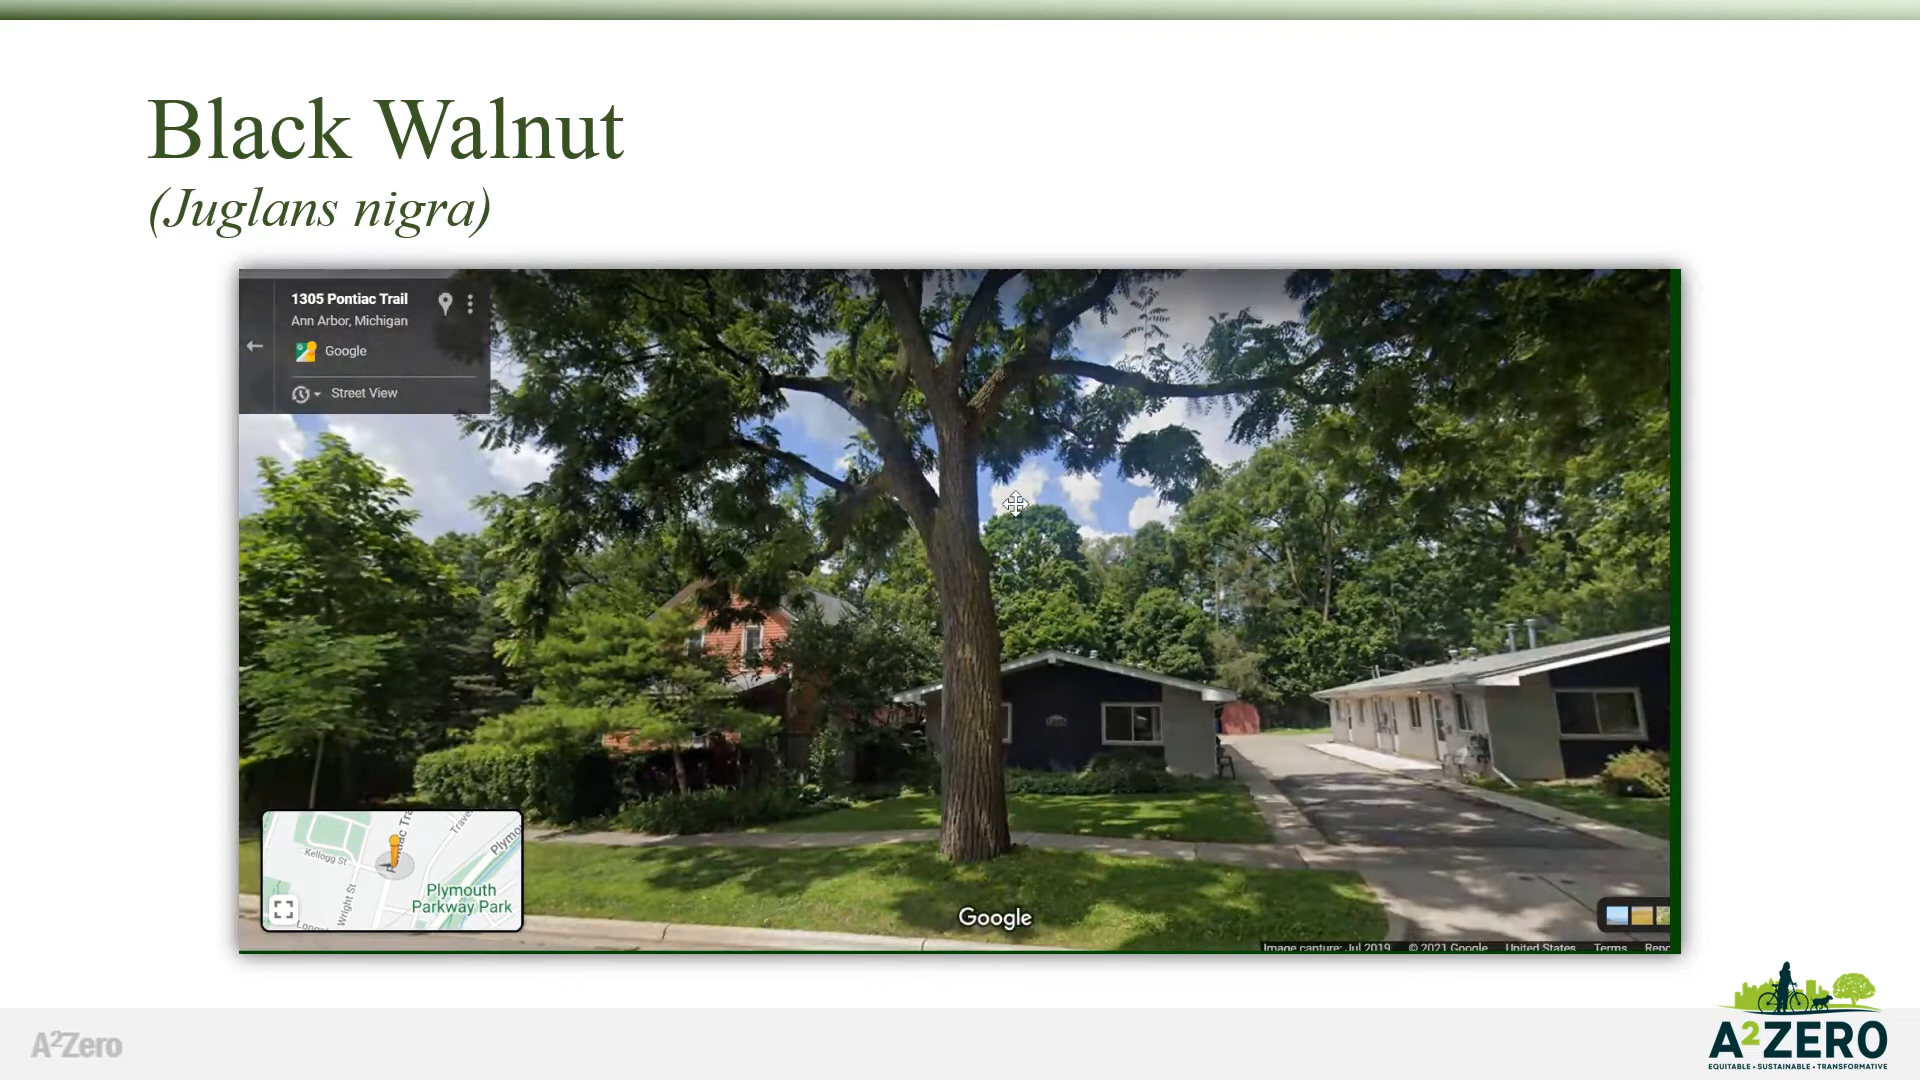 Black Walnut
(Juglans nigra)
1305 Pontiac Trail
Ann Arbor, Michigan
Google
Street View
Kellogg St
Wright St
Plymouth
Parkway Park
Google
Image capture: Jul 2019 © 2021 Google United States Terms
A²Zero
A²ZERO
EQUITABLE • SUSTAINABLE • TRANSFORMATIVE